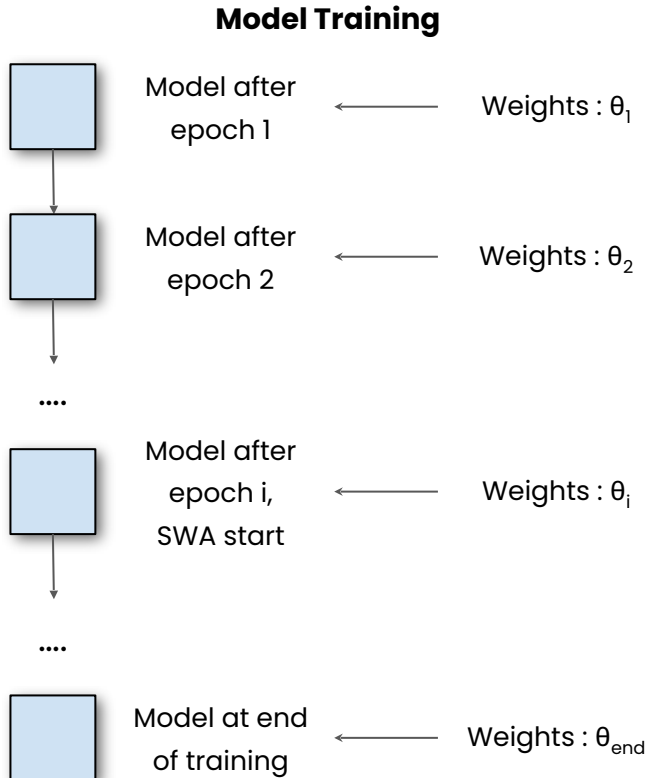 Model Training
Model after
epoch 1
Weights : θ₁
Model after
epoch 2
Weights : θ₂
....
Model after
epoch i,
SWA start
Weights : θᵢ
....
Model at end
of training
Weights : θ_end